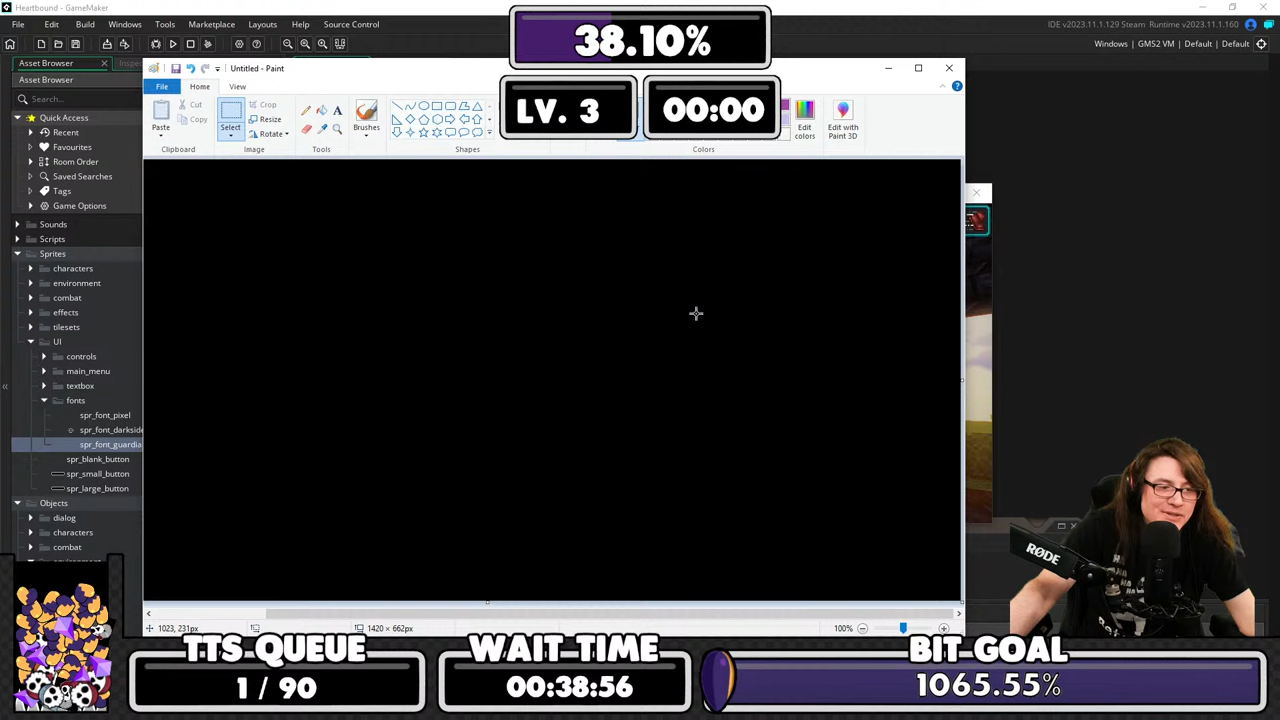 Heartbound - GameMaker
File Edit Build Windows Tools Marketplace Layouts Help Source Control
IDE v2023.11.1.129 Steam Runtime v2023.11.1.160
Windows | GMS2 VM | Default | Default
38.10%
LV. 3
00:00
Asset Browser
Asset Browser
Search...
Quick Access
Recent
Favourites
Room Order
Saved Searches
Tags
Game Options
Sounds
Scripts
Sprites
characters
environment
combat
effects
tilesets
UI
controls
main_menu
textbox
fonts
spr_font_pixel
spr_font_darkside
spr_font_guardia
spr_blank_button
spr_small_button
spr_large_button
Objects
dialog
characters
combat
Untitled - Paint
File Home View
Paste
Cut
Copy
Clipboard
Select
Crop
Resize
Rotate
Image
Tools
Brushes
Shapes
Colors
Edit colors
Edit with Paint 3D
1023, 231px
1420 × 662px
100%
RØDE
TTS QUEUE
1 / 90
WAIT TIME
00:38:56
BIT GOAL
1065.55%